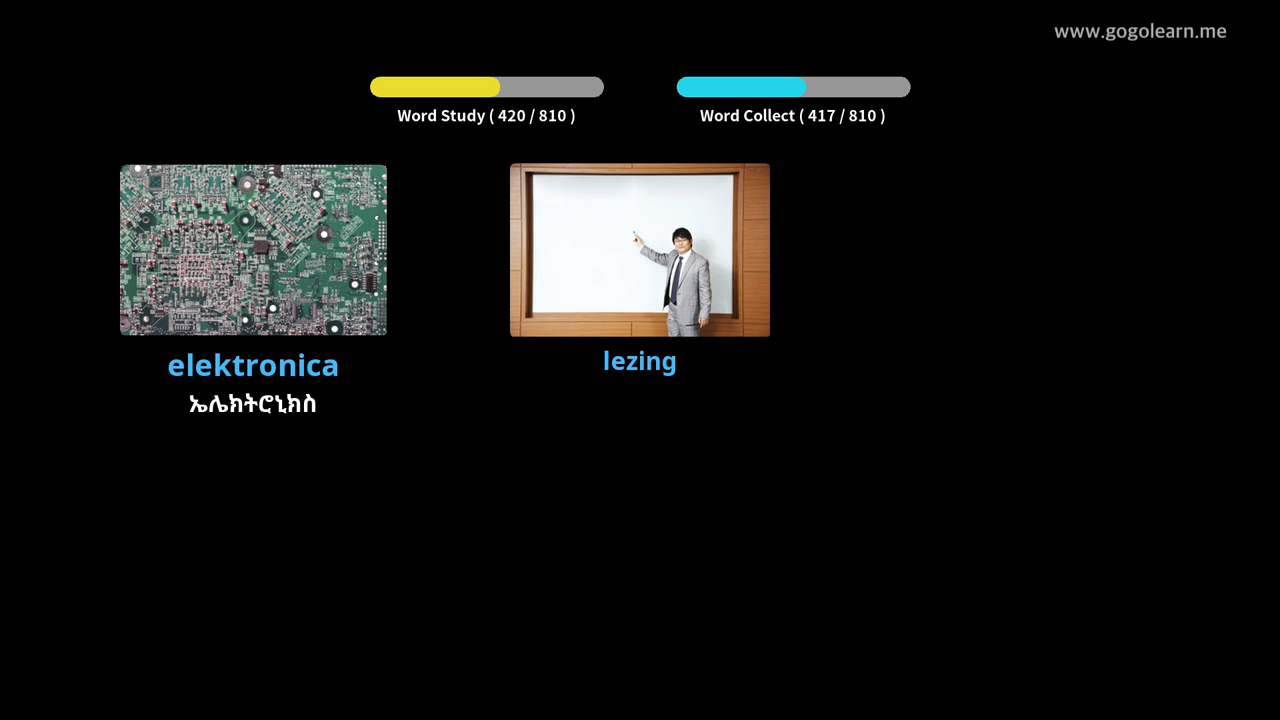 www.gogolearn.me
Word Study ( 420 / 810 )
Word Collect ( 417 / 810 )
elektronica
ኤሌክትሮኒክስ
lezing